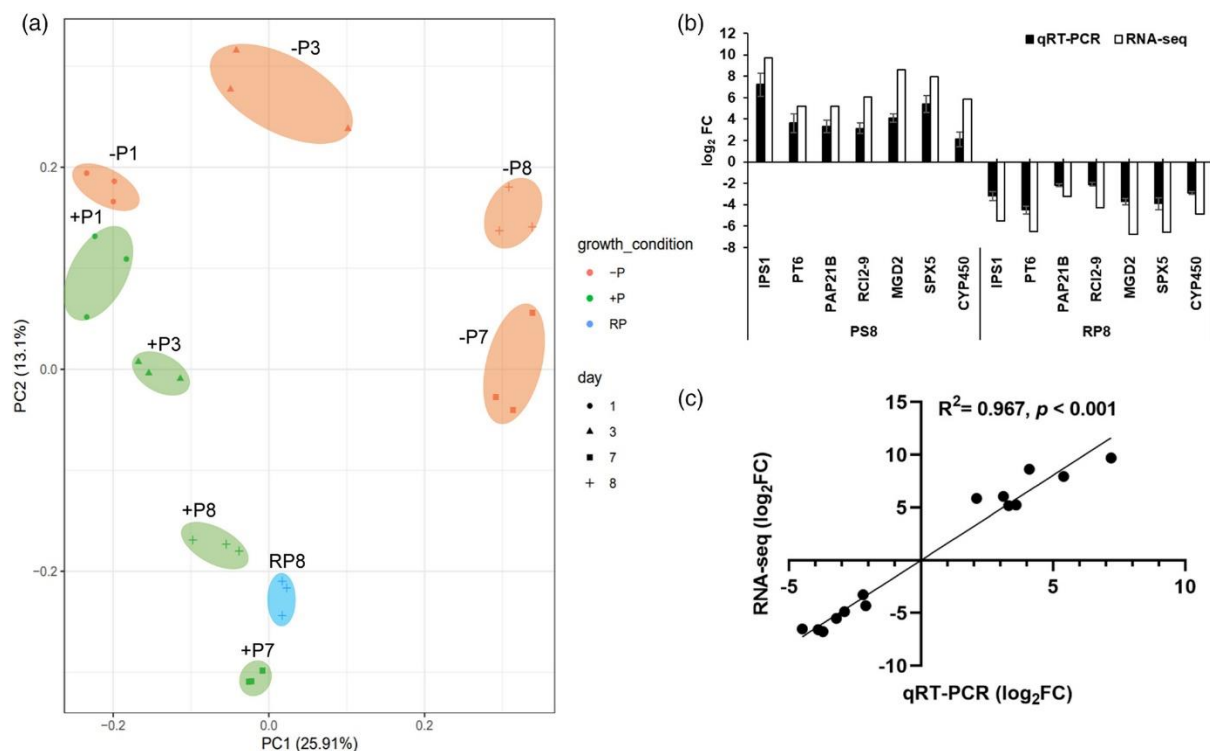 (a)
-P3
-P1
+P1
+P3
-P8
-P7
+P8
RP8
+P7
0.2
0.0
−0.2
PC2 (13.1%)
−0.2
0.0
0.2
PC1 (25.91%)
growth_condition
−P
+P
RP
day
1
3
7
8
(b)
qRT-PCR
RNA-seq
12
10
8
6
4
2
0
-2
-4
-6
-8
log2 FC
IPS1
PT6
PAP21B
RCI2-9
MGD2
SPX5
CYP450
IPS1
PT6
PAP21B
RCI2-9
MGD2
SPX5
CYP450
PS8
RP8
(c)
R2= 0.967, p < 0.001
15
10
5
-5
5
10
-5
-10
RNA-seq (log2FC)
qRT-PCR (log2FC)